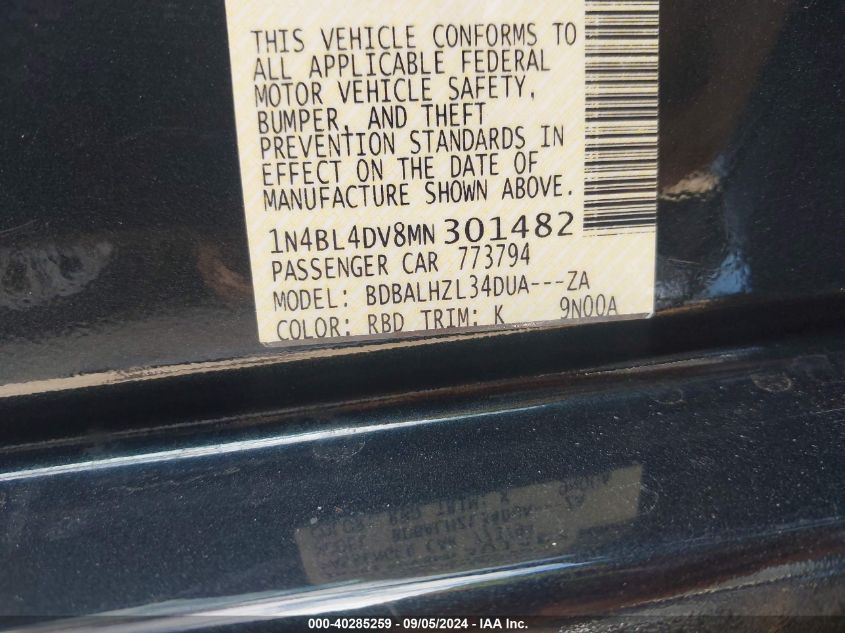 THIS VEHICLE CONFORMS TO
ALL APPLICABLE FEDERAL
MOTOR VEHICLE SAFETY,
BUMPER, AND THEFT
PREVENTION STANDARDS IN
EFFECT ON THE DATE OF
MANUFACTURE SHOWN ABOVE.
1N4BL4DV8MN 301482
PASSENGER CAR 773794
MODEL: BDBALHZL34DUA---ZA
COLOR: RBD TRIM: K 9N00A
000-40285259 - 09/05/2024 - IAA Inc.